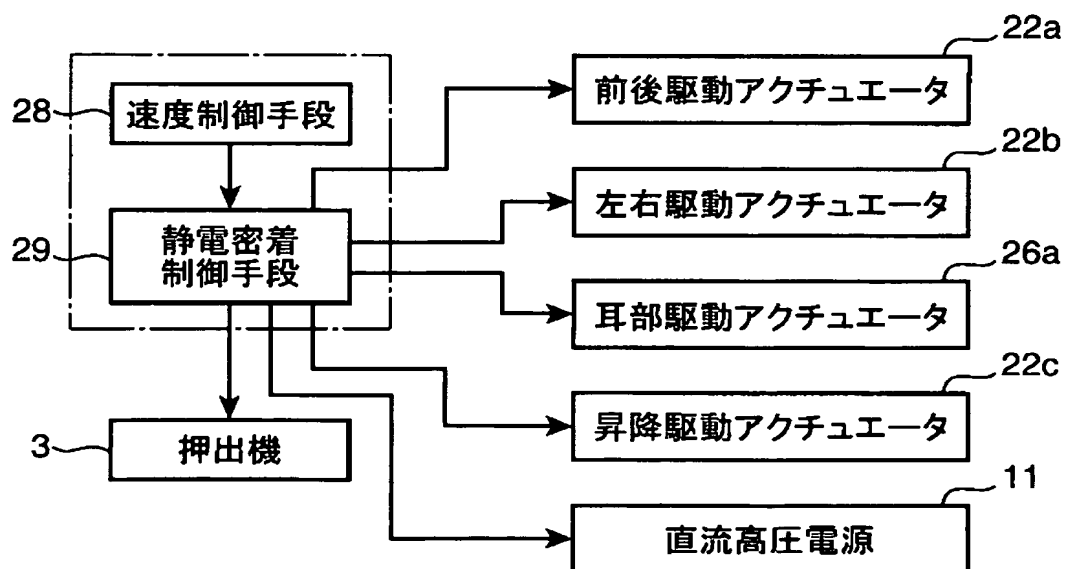 22a
前後駆動アクチュエータ
28
速度制御手段
22b
左右駆動アクチュエータ
29
静電密着
制御手段
26a
耳部駆動アクチュエータ
22c
昇降駆動アクチュエータ
3
押出機
11
直流高圧電源